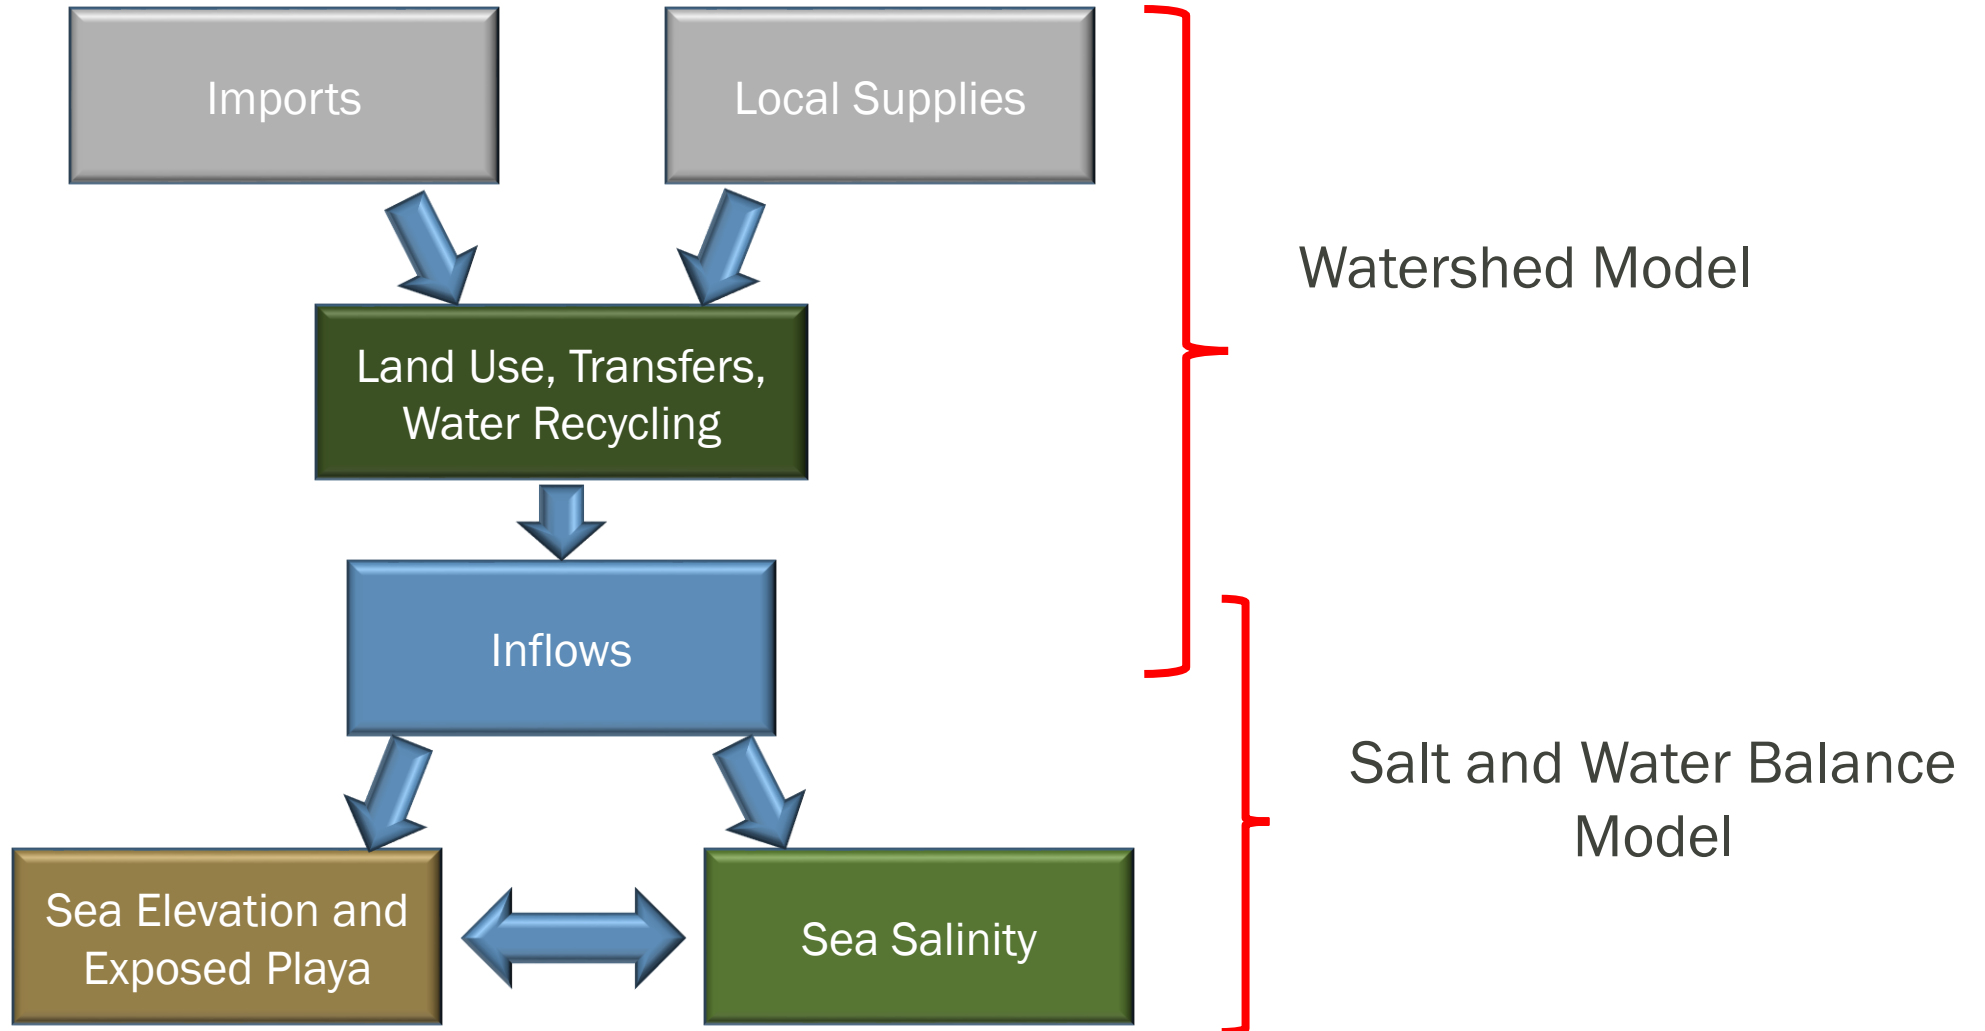 Imports
Local Supplies
Watershed Model
Land Use, Transfers,
Water Recycling
Inflows
Salt and Water Balance
Model
Sea Elevation and
Exposed Playa
Sea Salinity